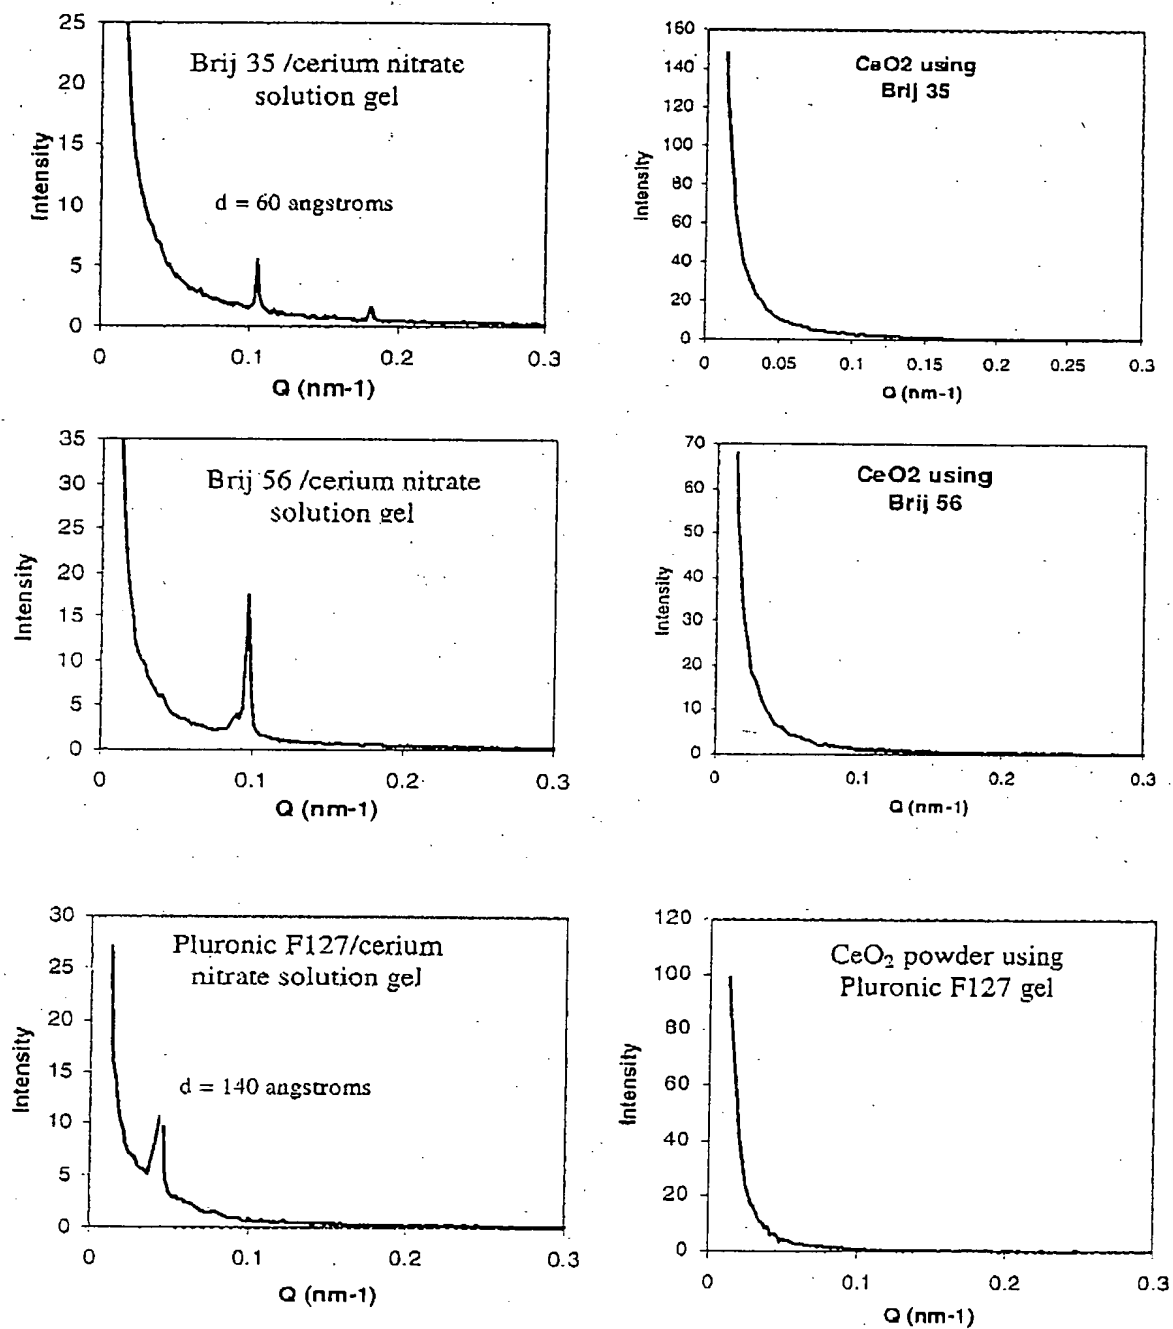 Brij 35 /cerium nitrate
solution gel
d = 60 angstroms
25
20
15
10
5
0
Intensity
0 0.1 0.2 0.3
Q (nm-1)
CaO2 using
Brij 35
160
140
120
100
80
60
40
20
0
Intensity
0 0.05 0.1 0.15 0.2 0.25 0.3
Q (nm-1)
Brij 56 /cerium nitrate
solution gel
35
30
25
20
15
10
5
0
Intensity
0 0.1 0.2 0.3
Q (nm-1)
CeO2 using
Brij 56
70
60
50
40
30
20
10
0
Intensity
0 0.1 0.2 0.3
Q (nm-1)
Pluronic F127/cerium
nitrate solution gel
d = 140 angstroms
30
25
20
15
10
5
0
Intensity
0 0.1 0.2 0.3
Q (nm-1)
CeO₂ powder using
Pluronic F127 gel
120
100
80
60
40
20
0
Intensity
0 0.1 0.2 0.3
Q (nm-1)